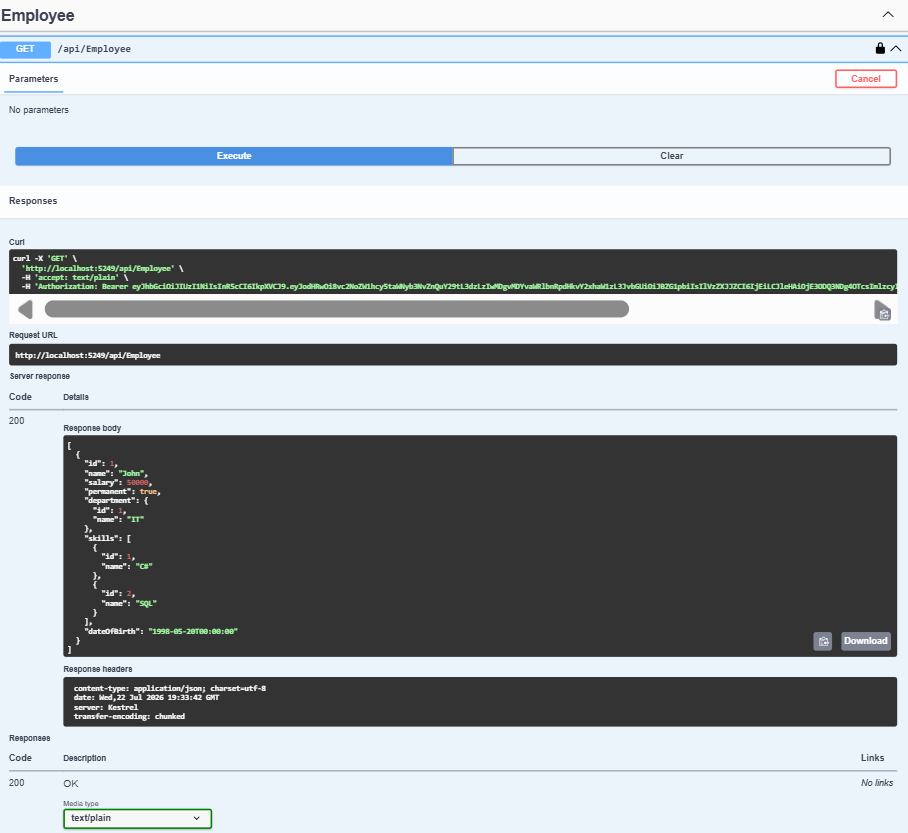 Employee
GET /api/Employee
Parameters Cancel
No parameters
Execute Clear
Responses
Curl
curl -X 'GET' \
'http://localhost:5249/api/Employee' \
-H 'accept: text/plain' \
-H 'Authorization: Bearer
Request URL
http://localhost:5249/api/Employee
Server response
Code Details
200
Response body
[
{
"id": 1,
"name": "John",
"salary": 50000,
"permanent": true,
"department": {
"id": 1,
"name": "IT"
},
"skills": [
{
"id": 1,
"name": "C#"
},
{
"id": 2,
"name": "SQL"
}
],
"dateOfBirth": "1998-05-20T00:00:00"
}
]
Download
Response headers
content-type: application/json; charset=utf-8
date: Wed,22 Jul 2026 19:33:42 GMT
server: Kestrel
transfer-encoding: chunked
Responses
Code Description Links
200 OK No links
Media type
text/plain